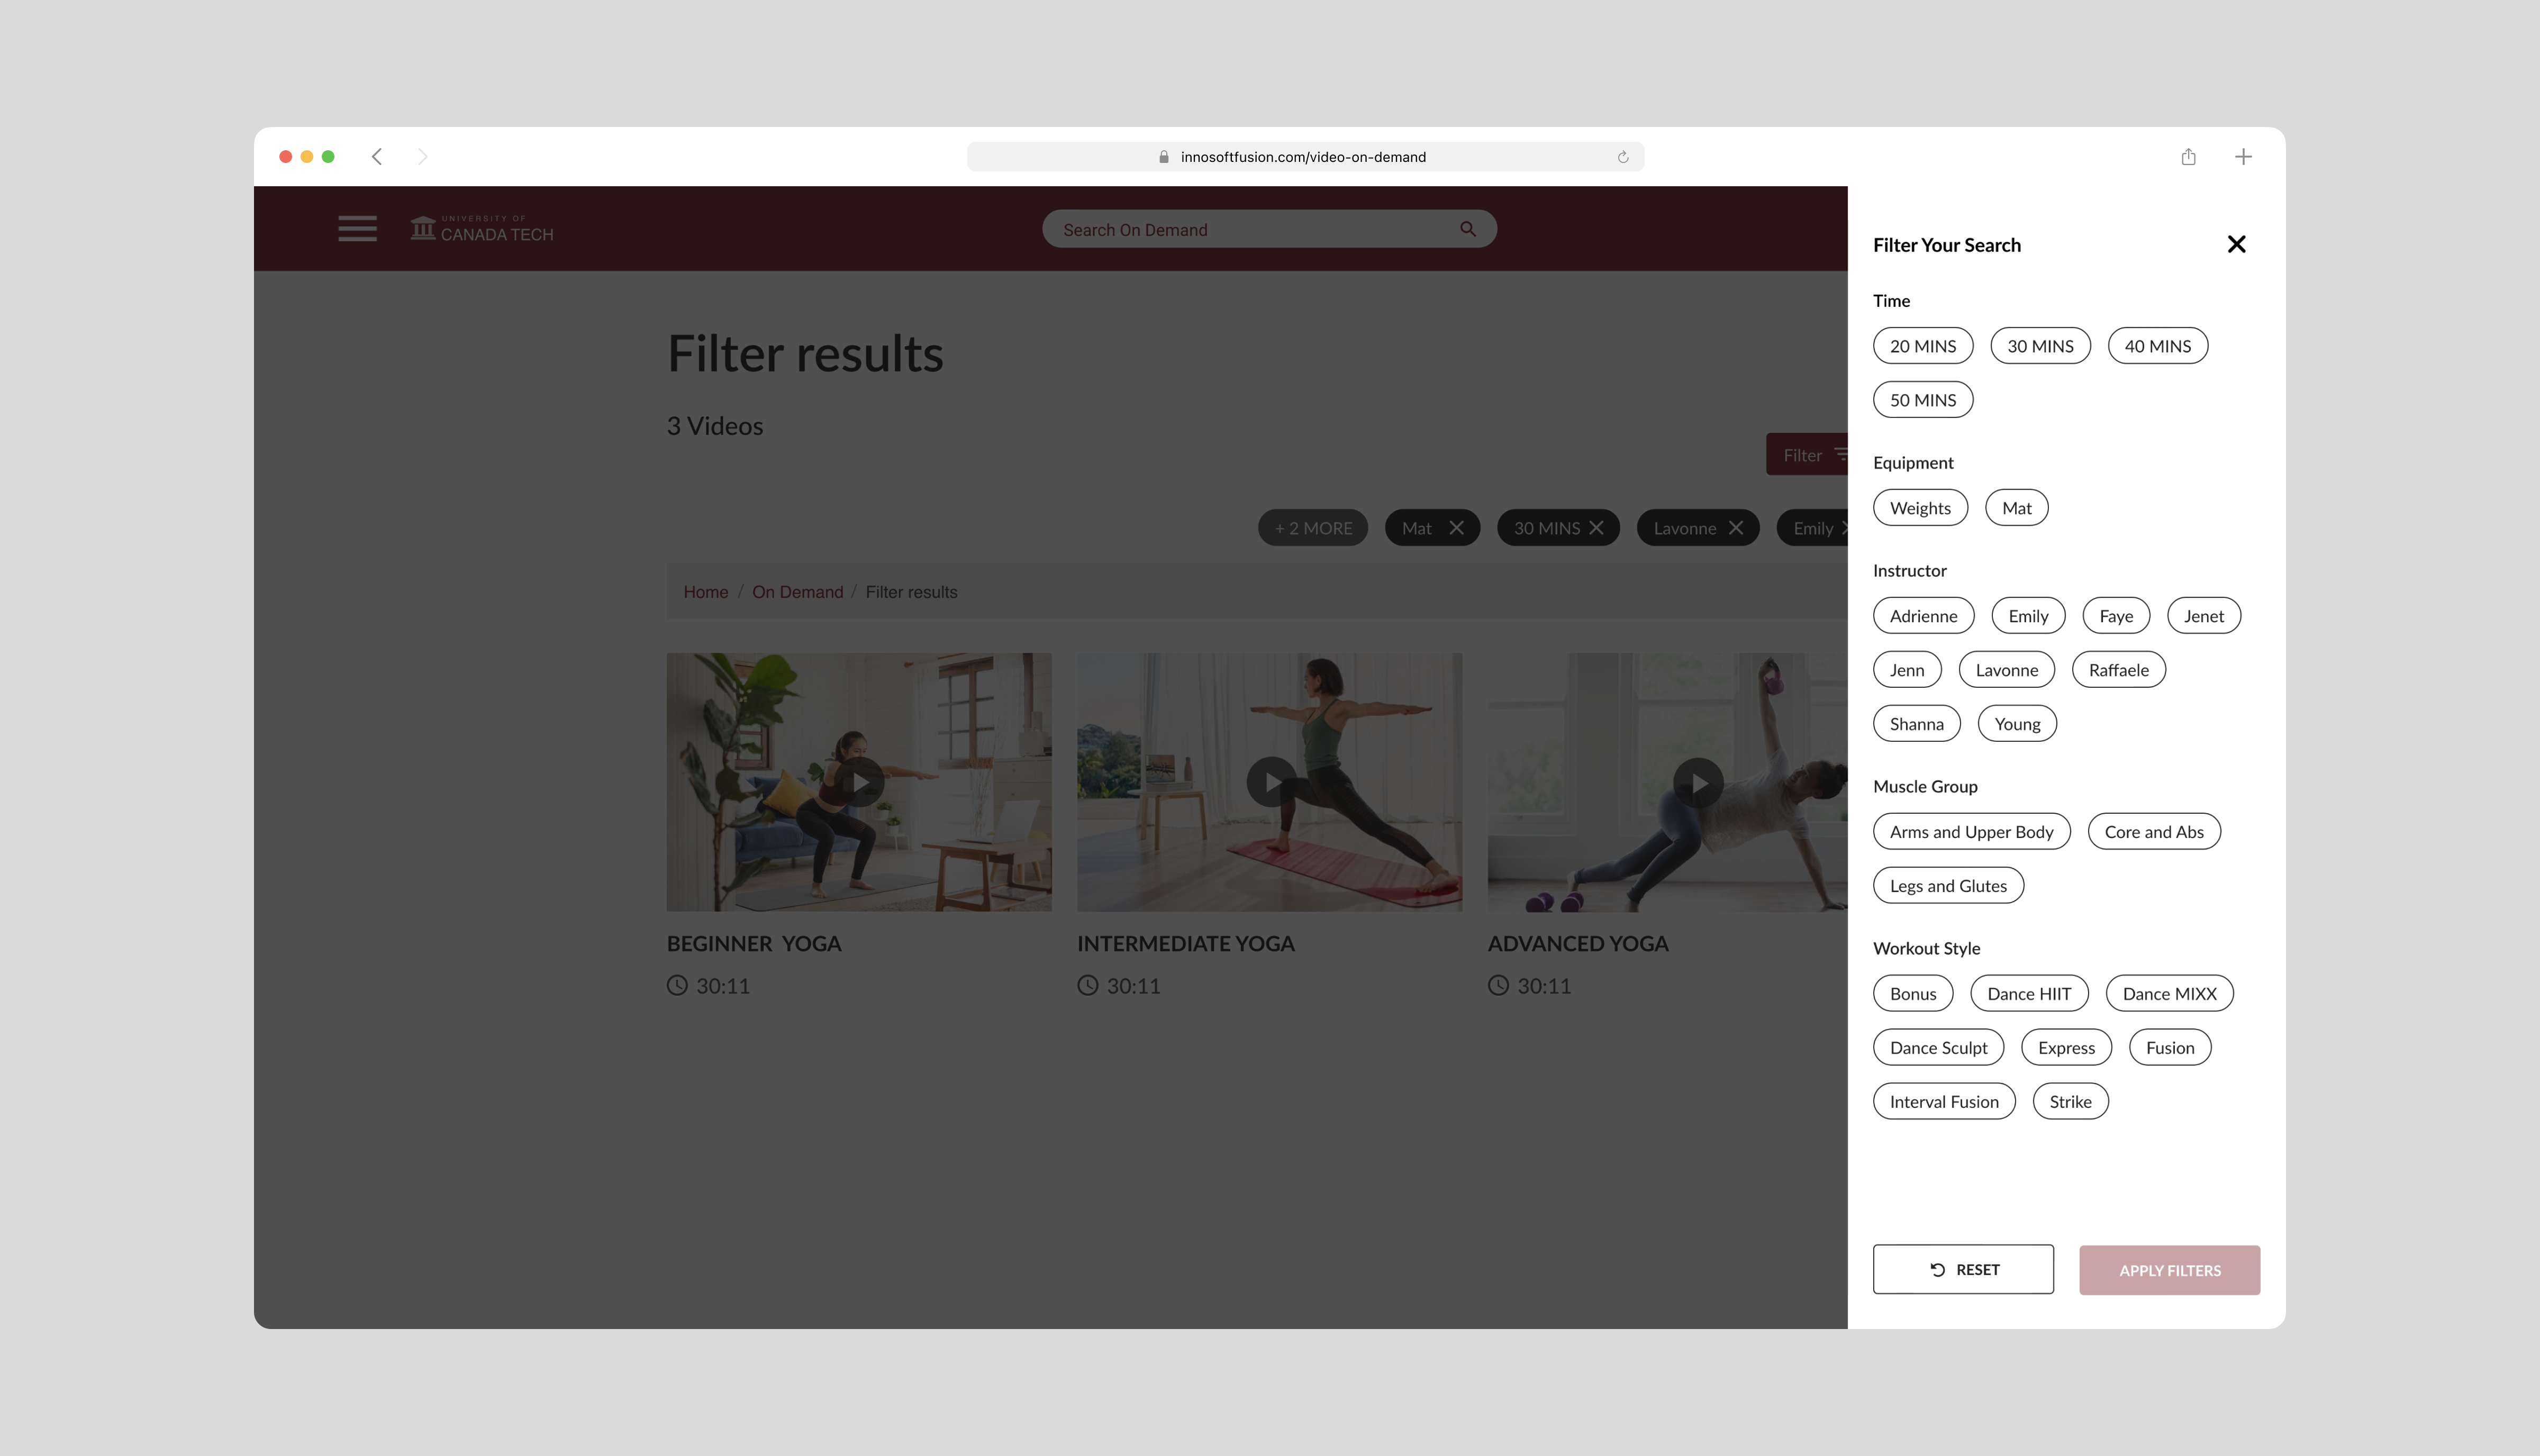 innosoftfusion.com/video-on-demand
UNIVERSITY OF
CANADA TECH
Search On Demand
Filter results
3 Videos
Filter
+ 2 MORE
Mat
30 MINS
Lavonne
Emily
Home / On Demand / Filter results
BEGINNER YOGA
30:11
INTERMEDIATE YOGA
30:11
ADVANCED YOGA
30:11
Filter Your Search
Time
20 MINS
30 MINS
40 MINS
50 MINS
Equipment
Weights
Mat
Instructor
Adrienne
Emily
Faye
Jenet
Jenn
Lavonne
Raffaele
Shanna
Young
Muscle Group
Arms and Upper Body
Core and Abs
Legs and Glutes
Workout Style
Bonus
Dance HIIT
Dance MIXX
Dance Sculpt
Express
Fusion
Interval Fusion
Strike
RESET
APPLY FILTERS